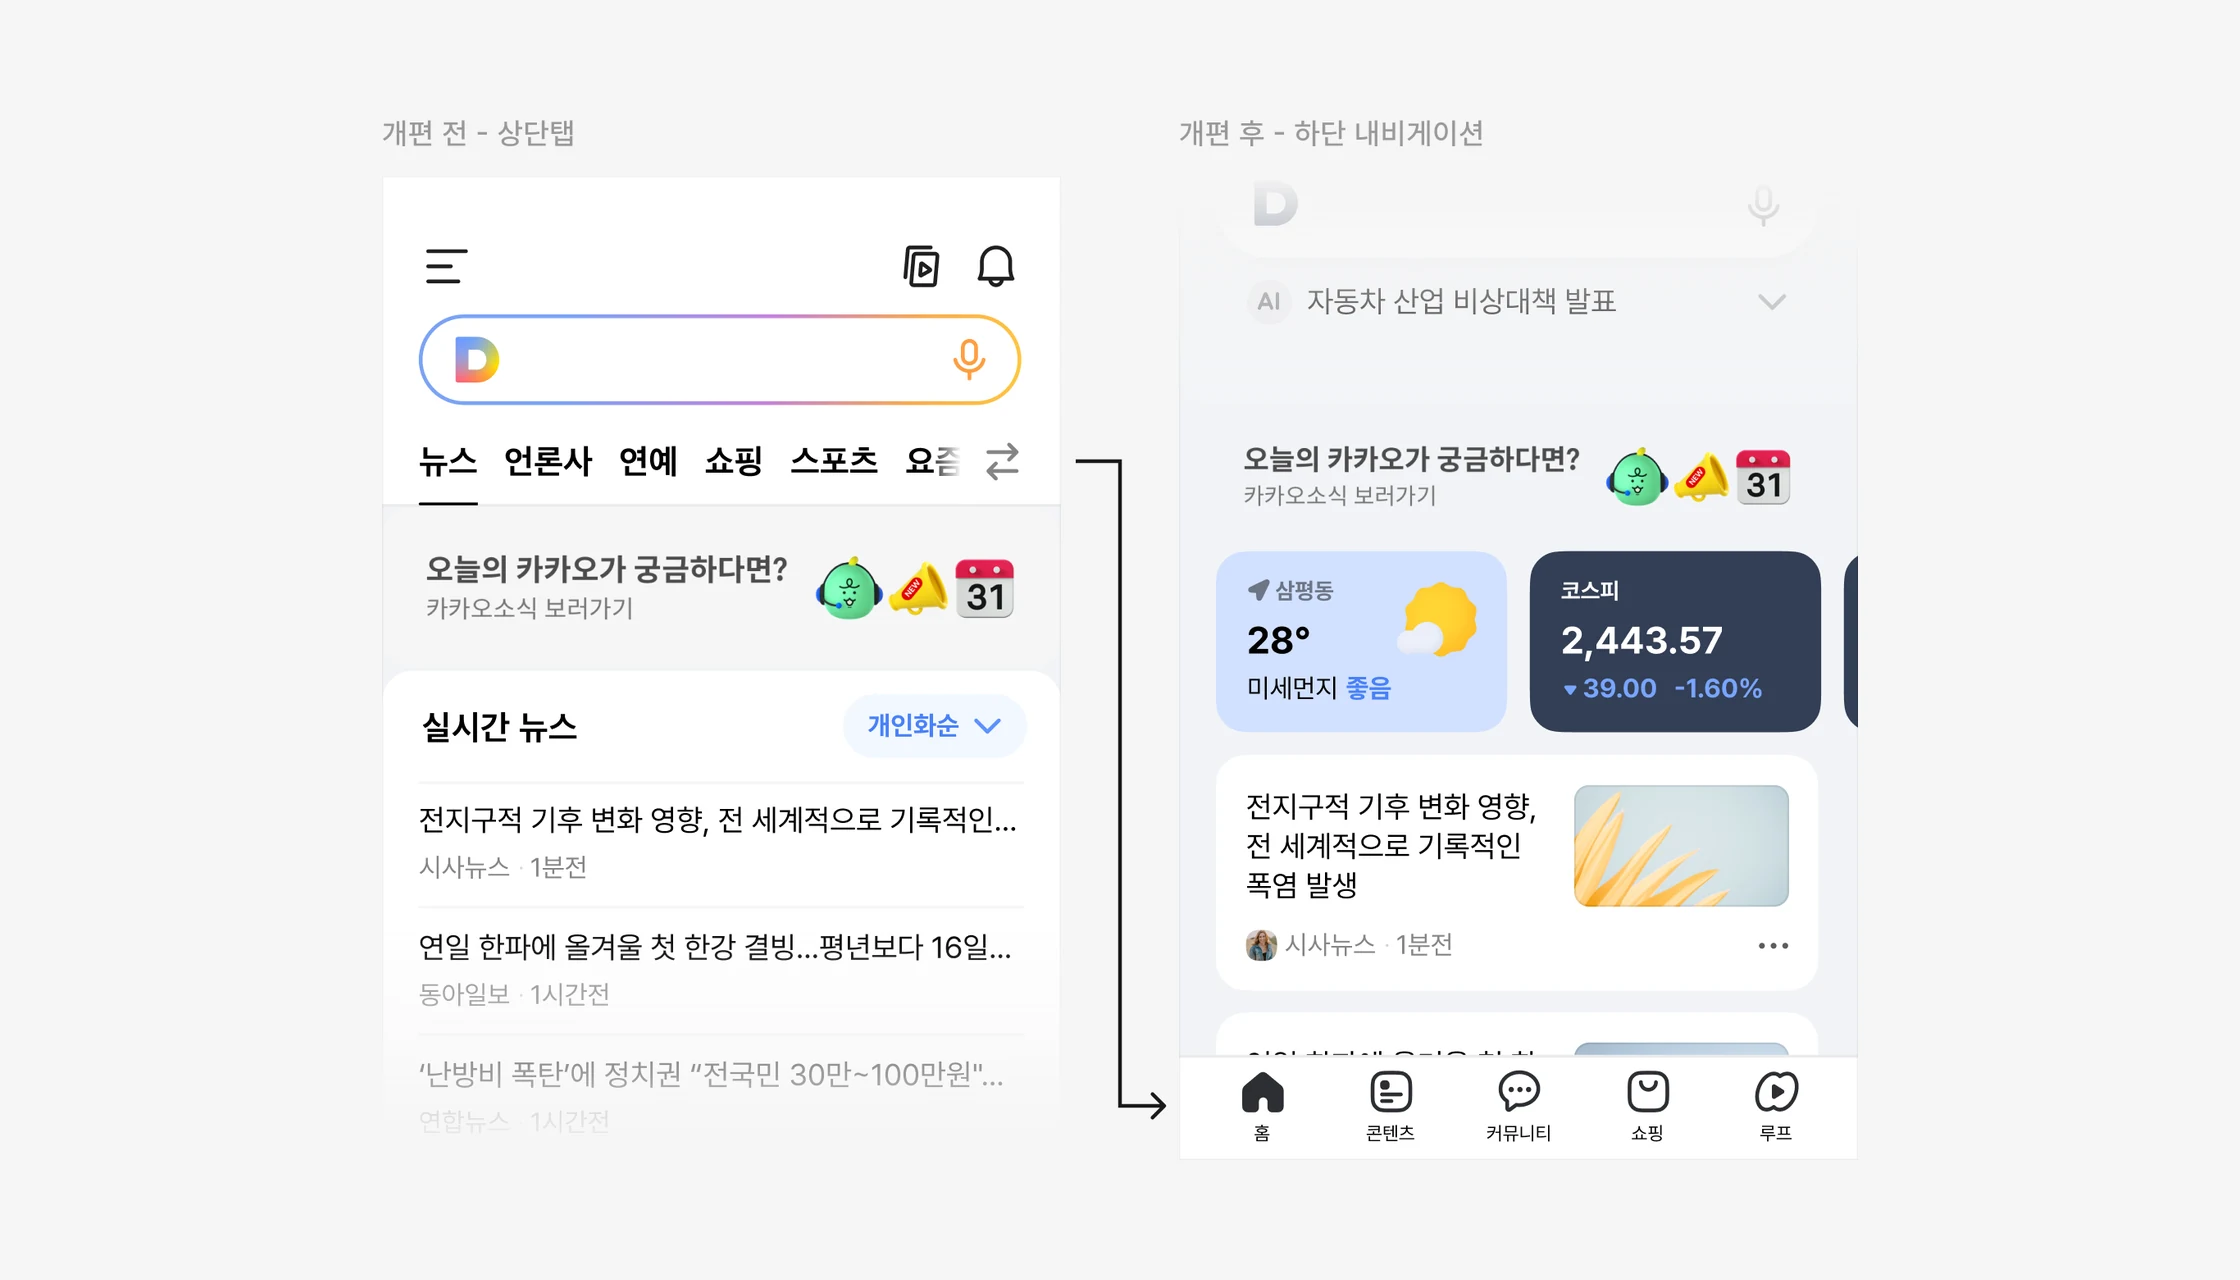 개편 전 - 상단탭
D
뉴스 언론사 연예 쇼핑 스포츠 요즘
오늘의 카카오가 궁금하다면?
카카오소식 보러가기
NEW
31
실시간 뉴스
개인화순
전지구적 기후 변화 영향, 전 세계적으로 기록적인...
시사뉴스 · 1분전
연일 한파에 올겨울 첫 한강 결빙...평년보다 16일...
동아일보 · 1시간전
‘난방비 폭탄’에 정치권 “전국민 30만~100만원"...
연합뉴스 · 1시간전
개편 후 - 하단 내비게이션
D
AI 자동차 산업 비상대책 발표
오늘의 카카오가 궁금하다면?
카카오소식 보러가기
NEW
31
삼평동
28°
미세먼지 좋음
코스피
2,443.57
▼39.00 -1.60%
전지구적 기후 변화 영향,
전 세계적으로 기록적인
폭염 발생
시사뉴스 · 1분전
홈
콘텐츠
커뮤니티
쇼핑
루프